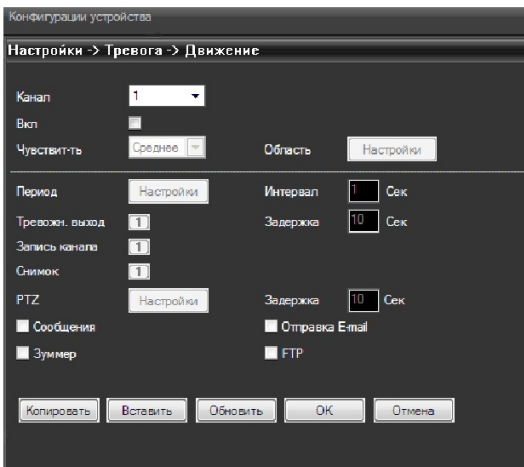 Конфигурации устройства
Настройки -> Тревога -> Движение
Канал 1
Вкл
Чувствит-ть Среднее Область Настройки
Период Настройки Интервал 1 Сек
Тревожн. выход 1 Задержка 10 Сек
Запись канала 1
Снимок 1
PTZ Настройки Задержка 10 Сек
Сообщения Отправка E-mail
Зуммер FTP
Копировать Вставить Обновить OK Отмена